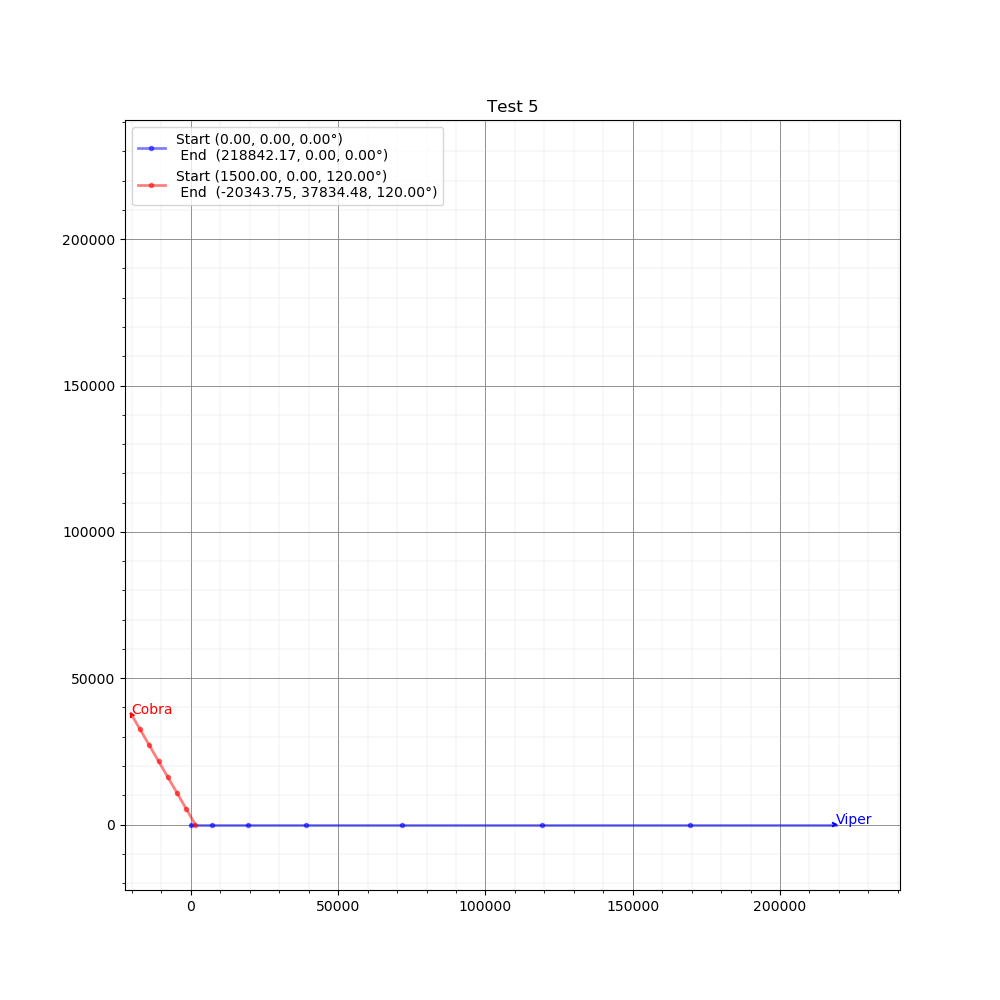 Test 5
Start (0.00, 0.00, 0.00°)
End (218842.17, 0.00, 0.00°)
Start (1500.00, 0.00, 120.00°)
End (-20343.75, 37834.48, 120.00°)
200000
150000
100000
50000
0
Cobra
Viper
0 50000 100000 150000 200000